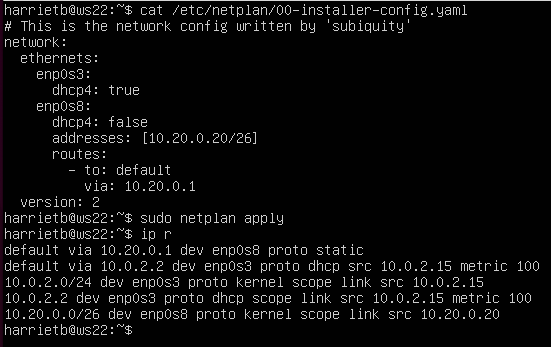 harrietb@ws22:~$ cat /etc/netplan/00-installer-config.yaml
# This is the network config written by 'subiquity'
network:
  ethernets:
    enp0s3:
      dhcp4: true
    enp0s8:
      dhcp4: false
      addresses: [10.20.0.20/26]
      routes:
        - to: default
          via: 10.20.0.1
  version: 2
harrietb@ws22:~$ sudo netplan apply
harrietb@ws22:~$ ip r
default via 10.20.0.1 dev enp0s8 proto static
default via 10.0.2.2 dev enp0s3 proto dhcp src 10.0.2.15 metric 100
10.0.2.0/24 dev enp0s3 proto kernel scope link src 10.0.2.15
10.0.2.2 dev enp0s3 proto dhcp scope link src 10.0.2.15 metric 100
10.20.0.0/26 dev enp0s8 proto kernel scope link src 10.20.0.20
harrietb@ws22:~$